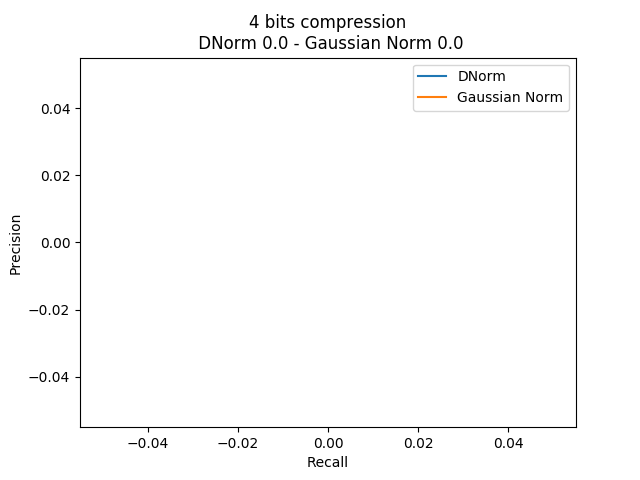 4 bits compression
DNorm 0.0 - Gaussian Norm 0.0
DNorm
Gaussian Norm
0.04
0.02
0.00
−0.02
−0.04
Precision
−0.04
−0.02
0.00
0.02
0.04
Recall